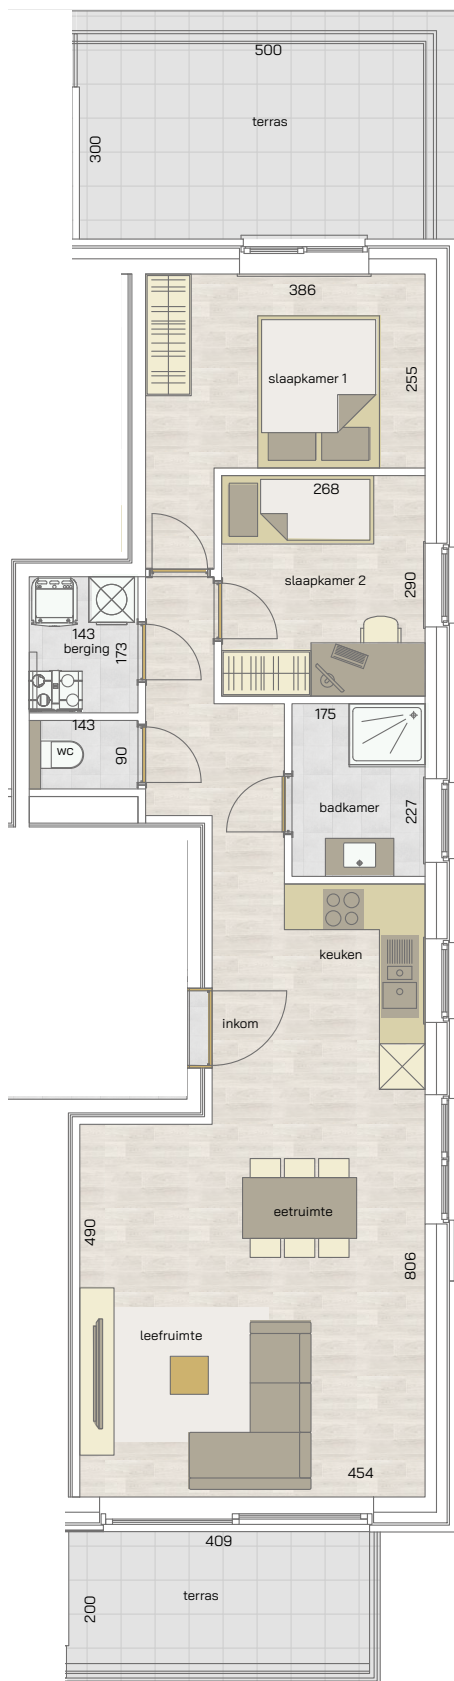 500
terras
300
386
slaapkamer 1
255
268
slaapkamer 2
290
143
berging
173
143
WC
90
175
badkamer
227
keuken
inkom
eetruimte
490
806
leefruimte
454
409
terras
200